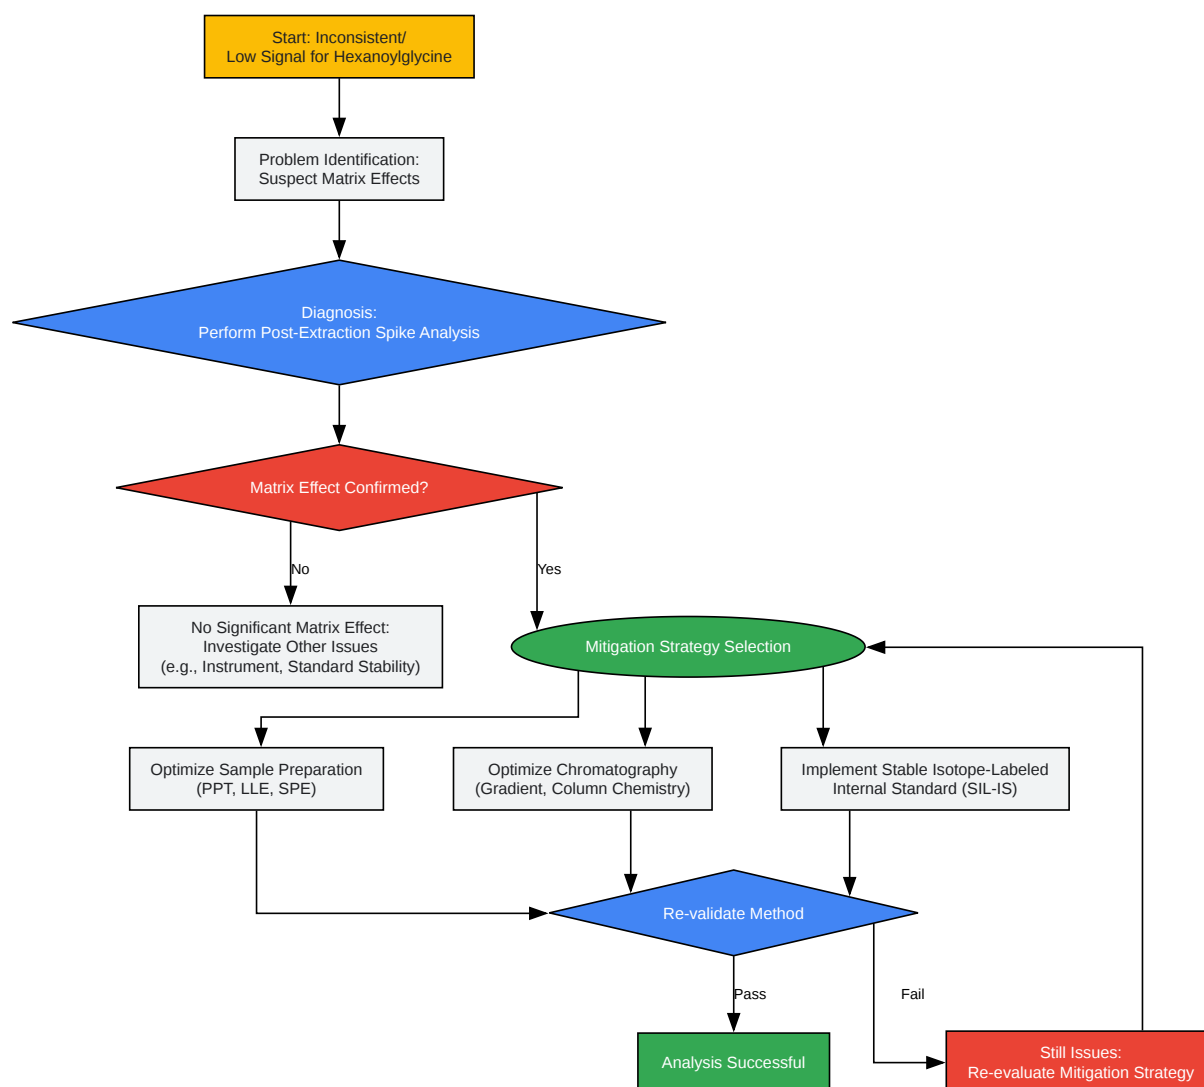 Start: Inconsistent/
Low Signal for Hexanoylglycine
Problem Identification:
Suspect Matrix Effects
Diagnosis:
Perform Post-Extraction Spike Analysis
Matrix Effect Confirmed?
No
Yes
No Significant Matrix Effect:
Investigate Other Issues
(e.g., Instrument, Standard Stability)
Mitigation Strategy Selection
Optimize Sample Preparation
(PPT, LLE, SPE)
Optimize Chromatography
(Gradient, Column Chemistry)
Implement Stable Isotope-Labeled
Internal Standard (SIL-IS)
Re-validate Method
Pass
Fail
Analysis Successful
Still Issues:
Re-evaluate Mitigation Strategy